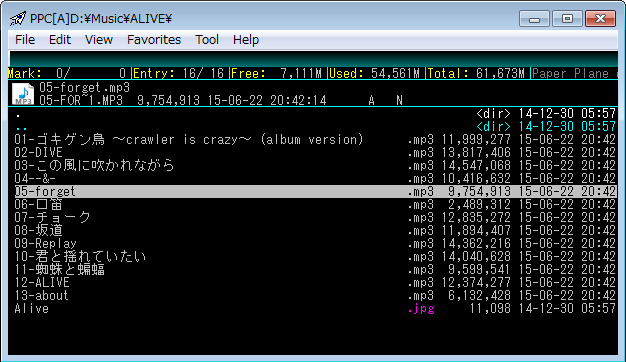 PPC[A]D:¥Music¥ALIVE¥
File Edit View Favorites Tool Help
Mark: 0/ 0|Entry: 16/ 16|Free: 7,111M|Used: 54,561M|Total: 61,673M|Paper Plane
05-forget.mp3
05-FOR~1.MP3 9,754,913 15-06-22 20:42:14 A N
MP3
. <dir> 14-12-30 05:57
.. <dir> 14-12-30 05:57
01-ゴキゲン鳥 ～crawler is crazy～ (album version) .mp3 11,999,277 15-06-22 20:42
02-DIVE .mp3 13,817,406 15-06-22 20:42
03-この風に吹かれながら .mp3 14,547,068 15-06-22 20:42
04--&- .mp3 10,416,632 15-06-22 20:42
05-forget .mp3 9,754,913 15-06-22 20:42
06-口笛 .mp3 2,489,312 15-06-22 20:42
07-チョーク .mp3 12,835,272 15-06-22 20:42
08-坂道 .mp3 11,894,407 15-06-22 20:42
09-Replay .mp3 14,362,216 15-06-22 20:42
10-君と揺れていたい .mp3 14,040,628 15-06-22 20:42
11-蜘蛛と蝙蝠 .mp3 9,599,541 15-06-22 20:42
12-ALIVE .mp3 12,374,277 15-06-22 20:42
13-about .mp3 6,132,428 15-06-22 20:42
Alive .jpg 11,098 14-12-30 05:57